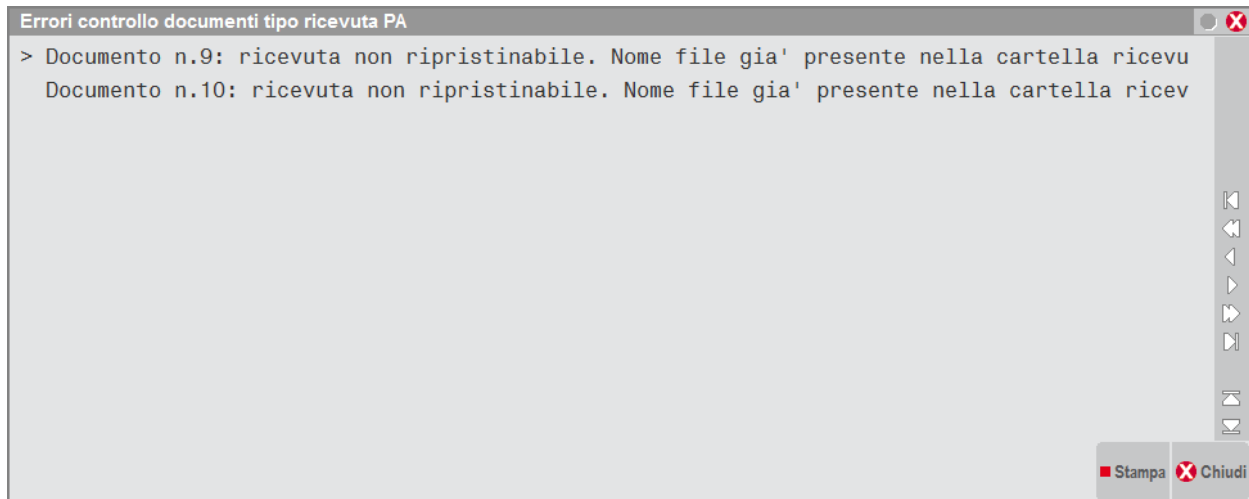 Errori controllo documenti tipo ricevuta PA
> Documento n.9: ricevuta non ripristinabile. Nome file gia' presente nella cartella ricevu
Documento n.10: ricevuta non ripristinabile. Nome file gia' presente nella cartella ricev
Stampa
Chiudi